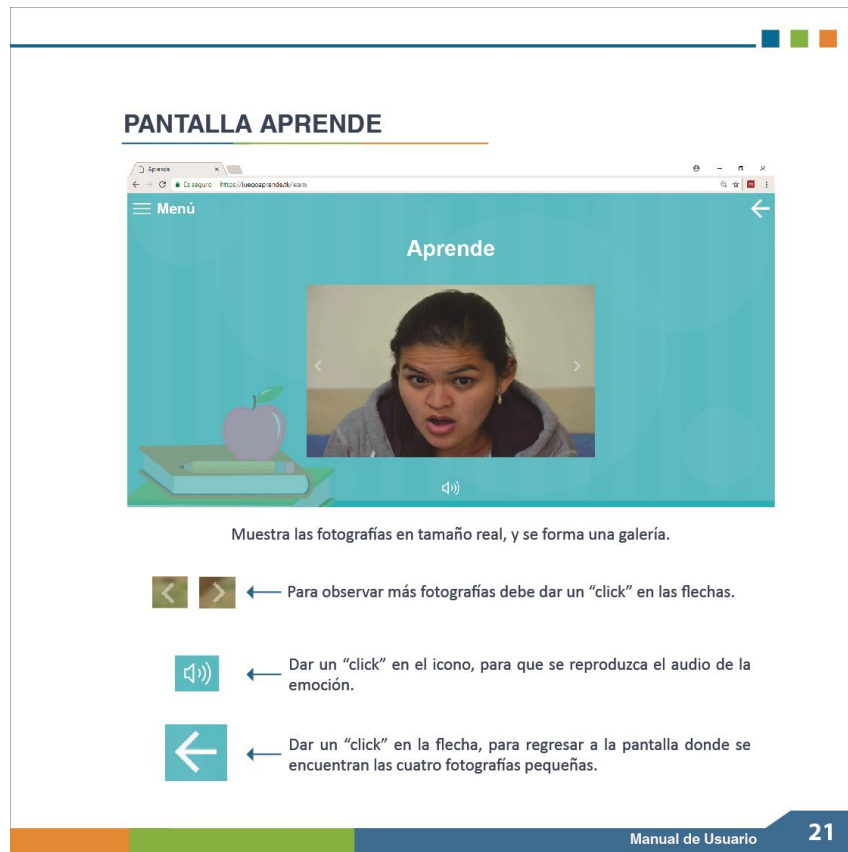 PANTALLA APRENDE
Aprende
Es seguro https://juegoaprende.tk/learn
Menú
Aprende
Muestra las fotografías en tamaño real, y se forma una galería.
Para observar más fotografías debe dar un “click” en las flechas.
Dar un “click” en el icono, para que se reproduzca el audio de la
emoción.
Dar un “click” en la flecha, para regresar a la pantalla donde se
encuentran las cuatro fotografías pequeñas.
Manual de Usuario 21